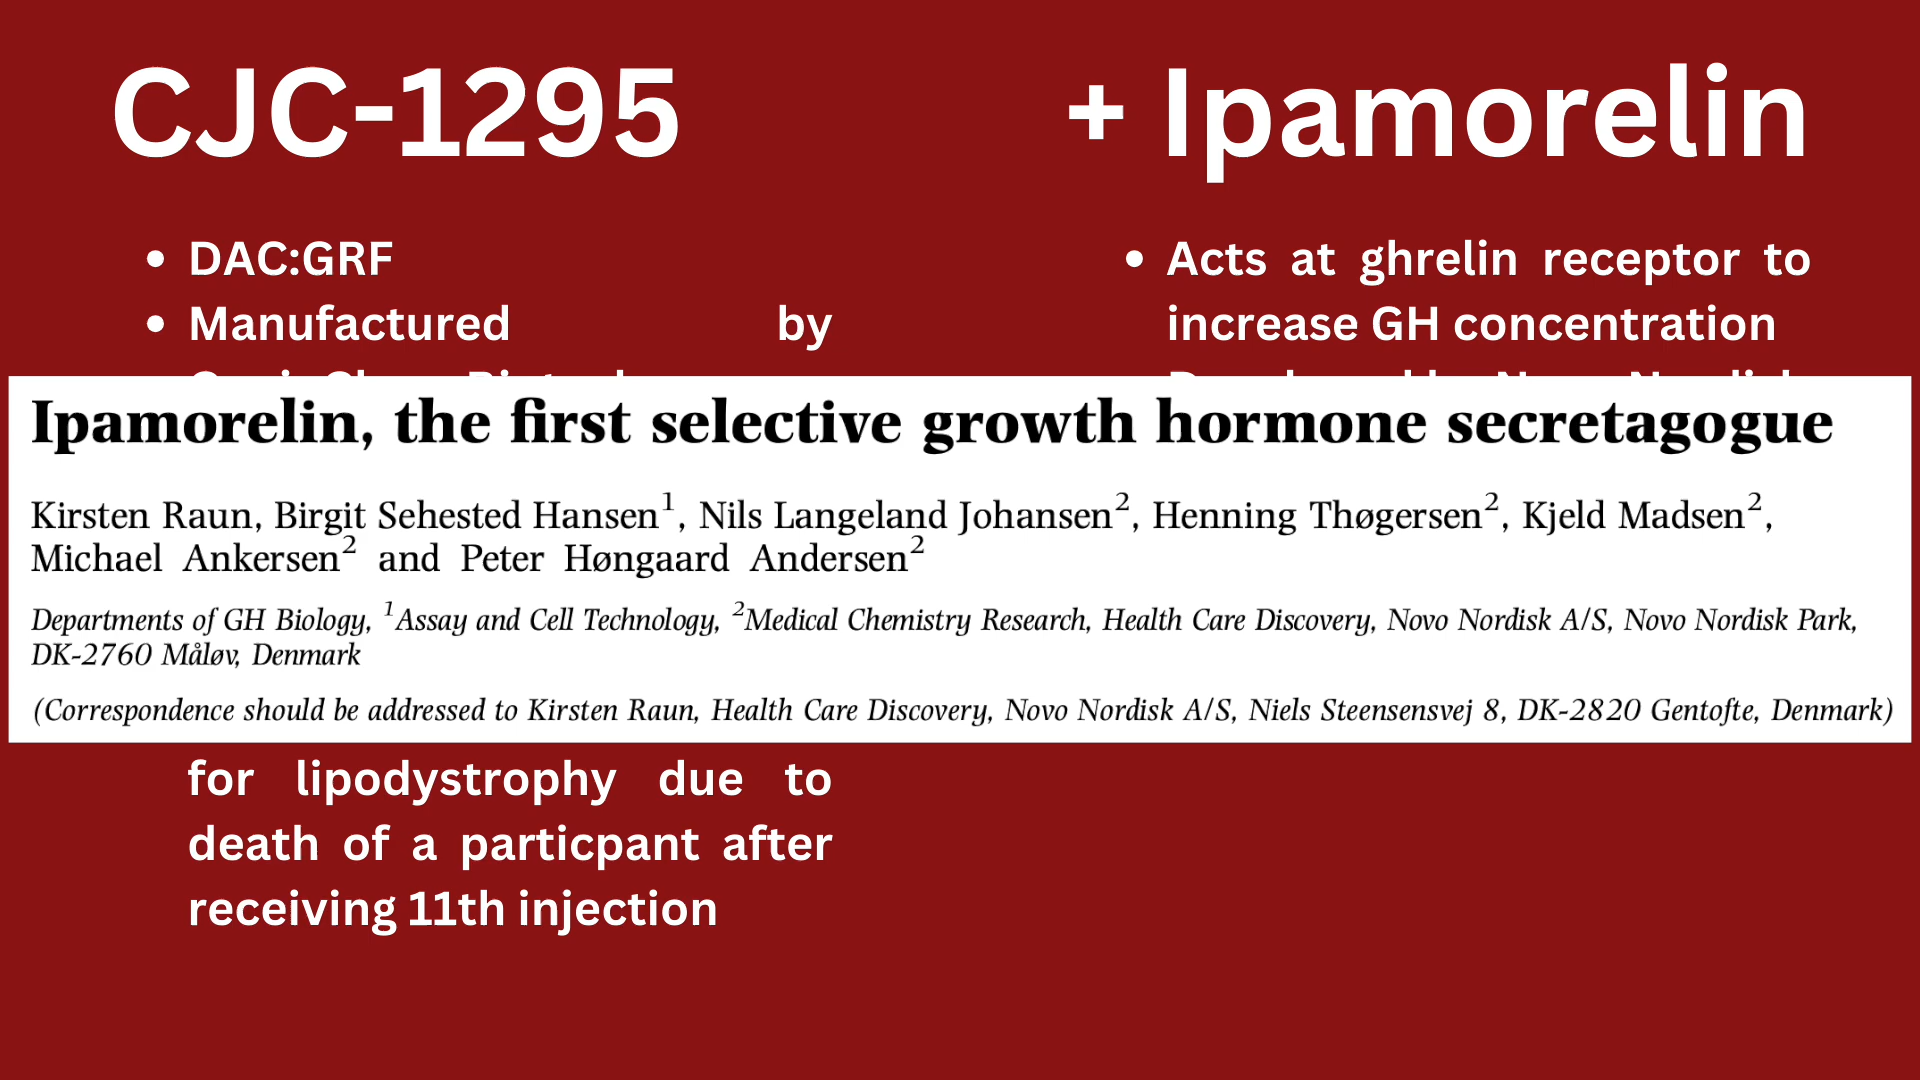 CJC-1295
+ Ipamorelin
• DAC:GRF
• Manufactured by
• Acts at ghrelin receptor to
increase GH concentration
Ipamorelin, the first selective growth hormone secretagogue
Kirsten Raun, Birgit Sehested Hansen¹, Nils Langeland Johansen², Henning Thøgersen², Kjeld Madsen²,
Michael Ankersen² and Peter Høngaard Andersen²
Departments of GH Biology, ¹Assay and Cell Technology, ²Medical Chemistry Research, Health Care Discovery, Novo Nordisk A/S, Novo Nordisk Park,
DK-2760 Måløv, Denmark
(Correspondence should be addressed to Kirsten Raun, Health Care Discovery, Novo Nordisk A/S, Niels Steensensvej 8, DK-2820 Gentofte, Denmark)
for lipodystrophy due to
death of a particpant after
receiving 11th injection